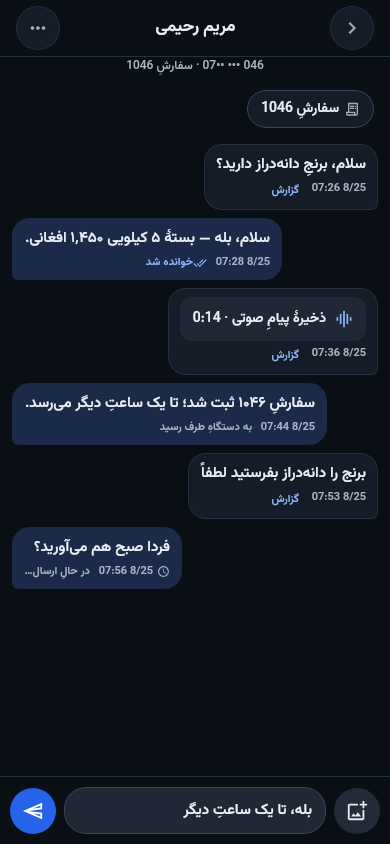 مریم رحیمی
سفارشِ 1046 · 07•• ••• 046
سفارشِ 1046
سلام، برنجِ دانه‌دراز دارید؟
8/25 07:26 گزارش
سلام، بله — بستهٔ ۵ کیلویی ۱,۴۵۰ افغانی.
8/25 07:28 خوانده شد
ذخیرهٔ پیامِ صوتی · 0:14
8/25 07:36 گزارش
سفارشِ ۱۰۴۶ ثبت شد؛ تا یک ساعتِ دیگر می‌رسد.
8/25 07:44 به دستگاهِ طرف رسید
برنج را دانه‌دراز بفرستید لطفاً
8/25 07:53 گزارش
فردا صبح هم می‌آورید؟
8/25 07:56 در حالِ ارسال…
بله، تا یک ساعتِ دیگر